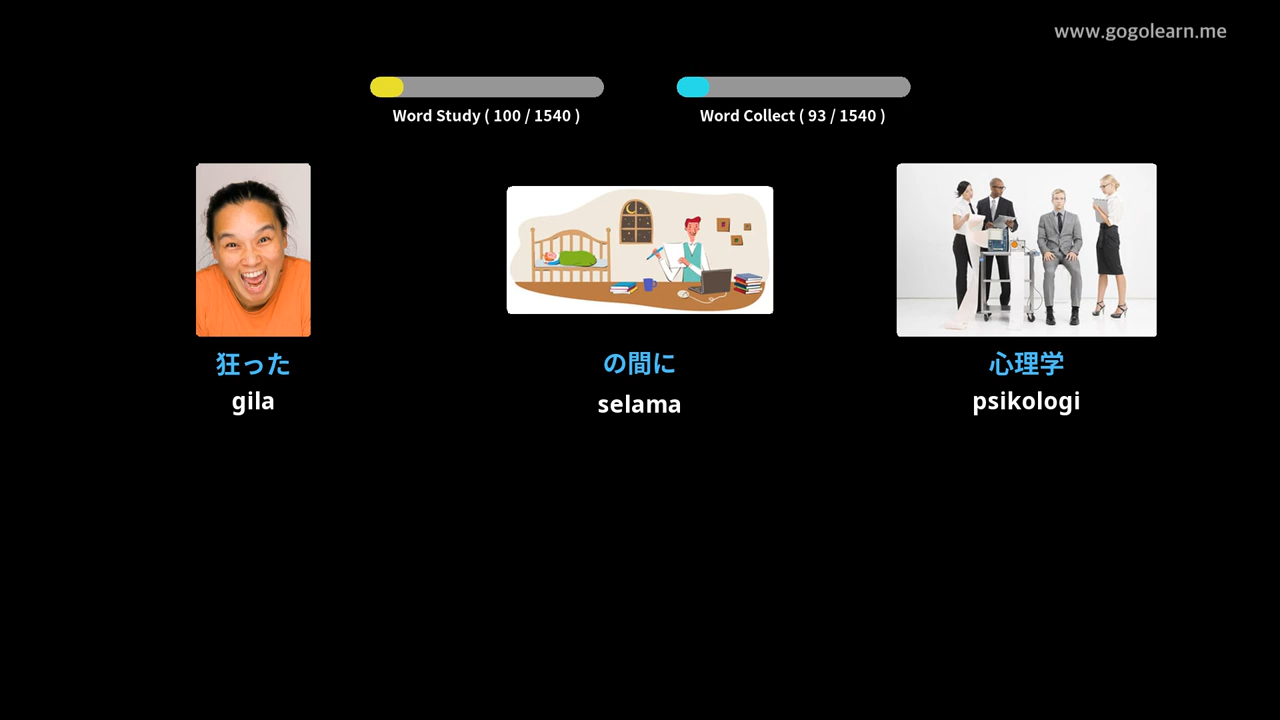 www.gogolearn.me
Word Study ( 100 / 1540 )
Word Collect ( 93 / 1540 )
狂った
gila
の間に
selama
心理学
psikologi